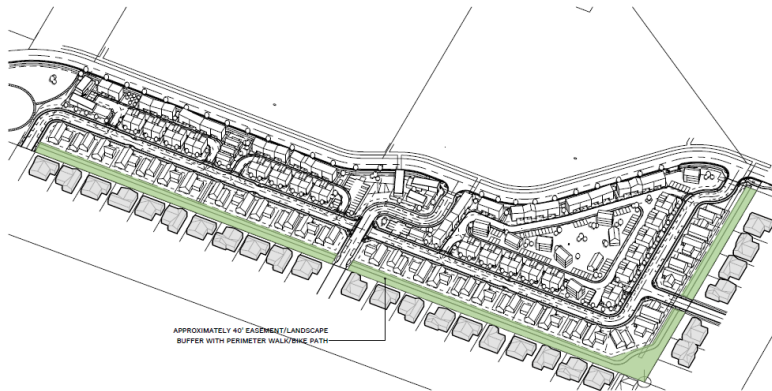 APPROXIMATELY 40' EASEMENT/LANDSCAPE
BUFFER WITH PERIMETER WALK/BIKE PATH